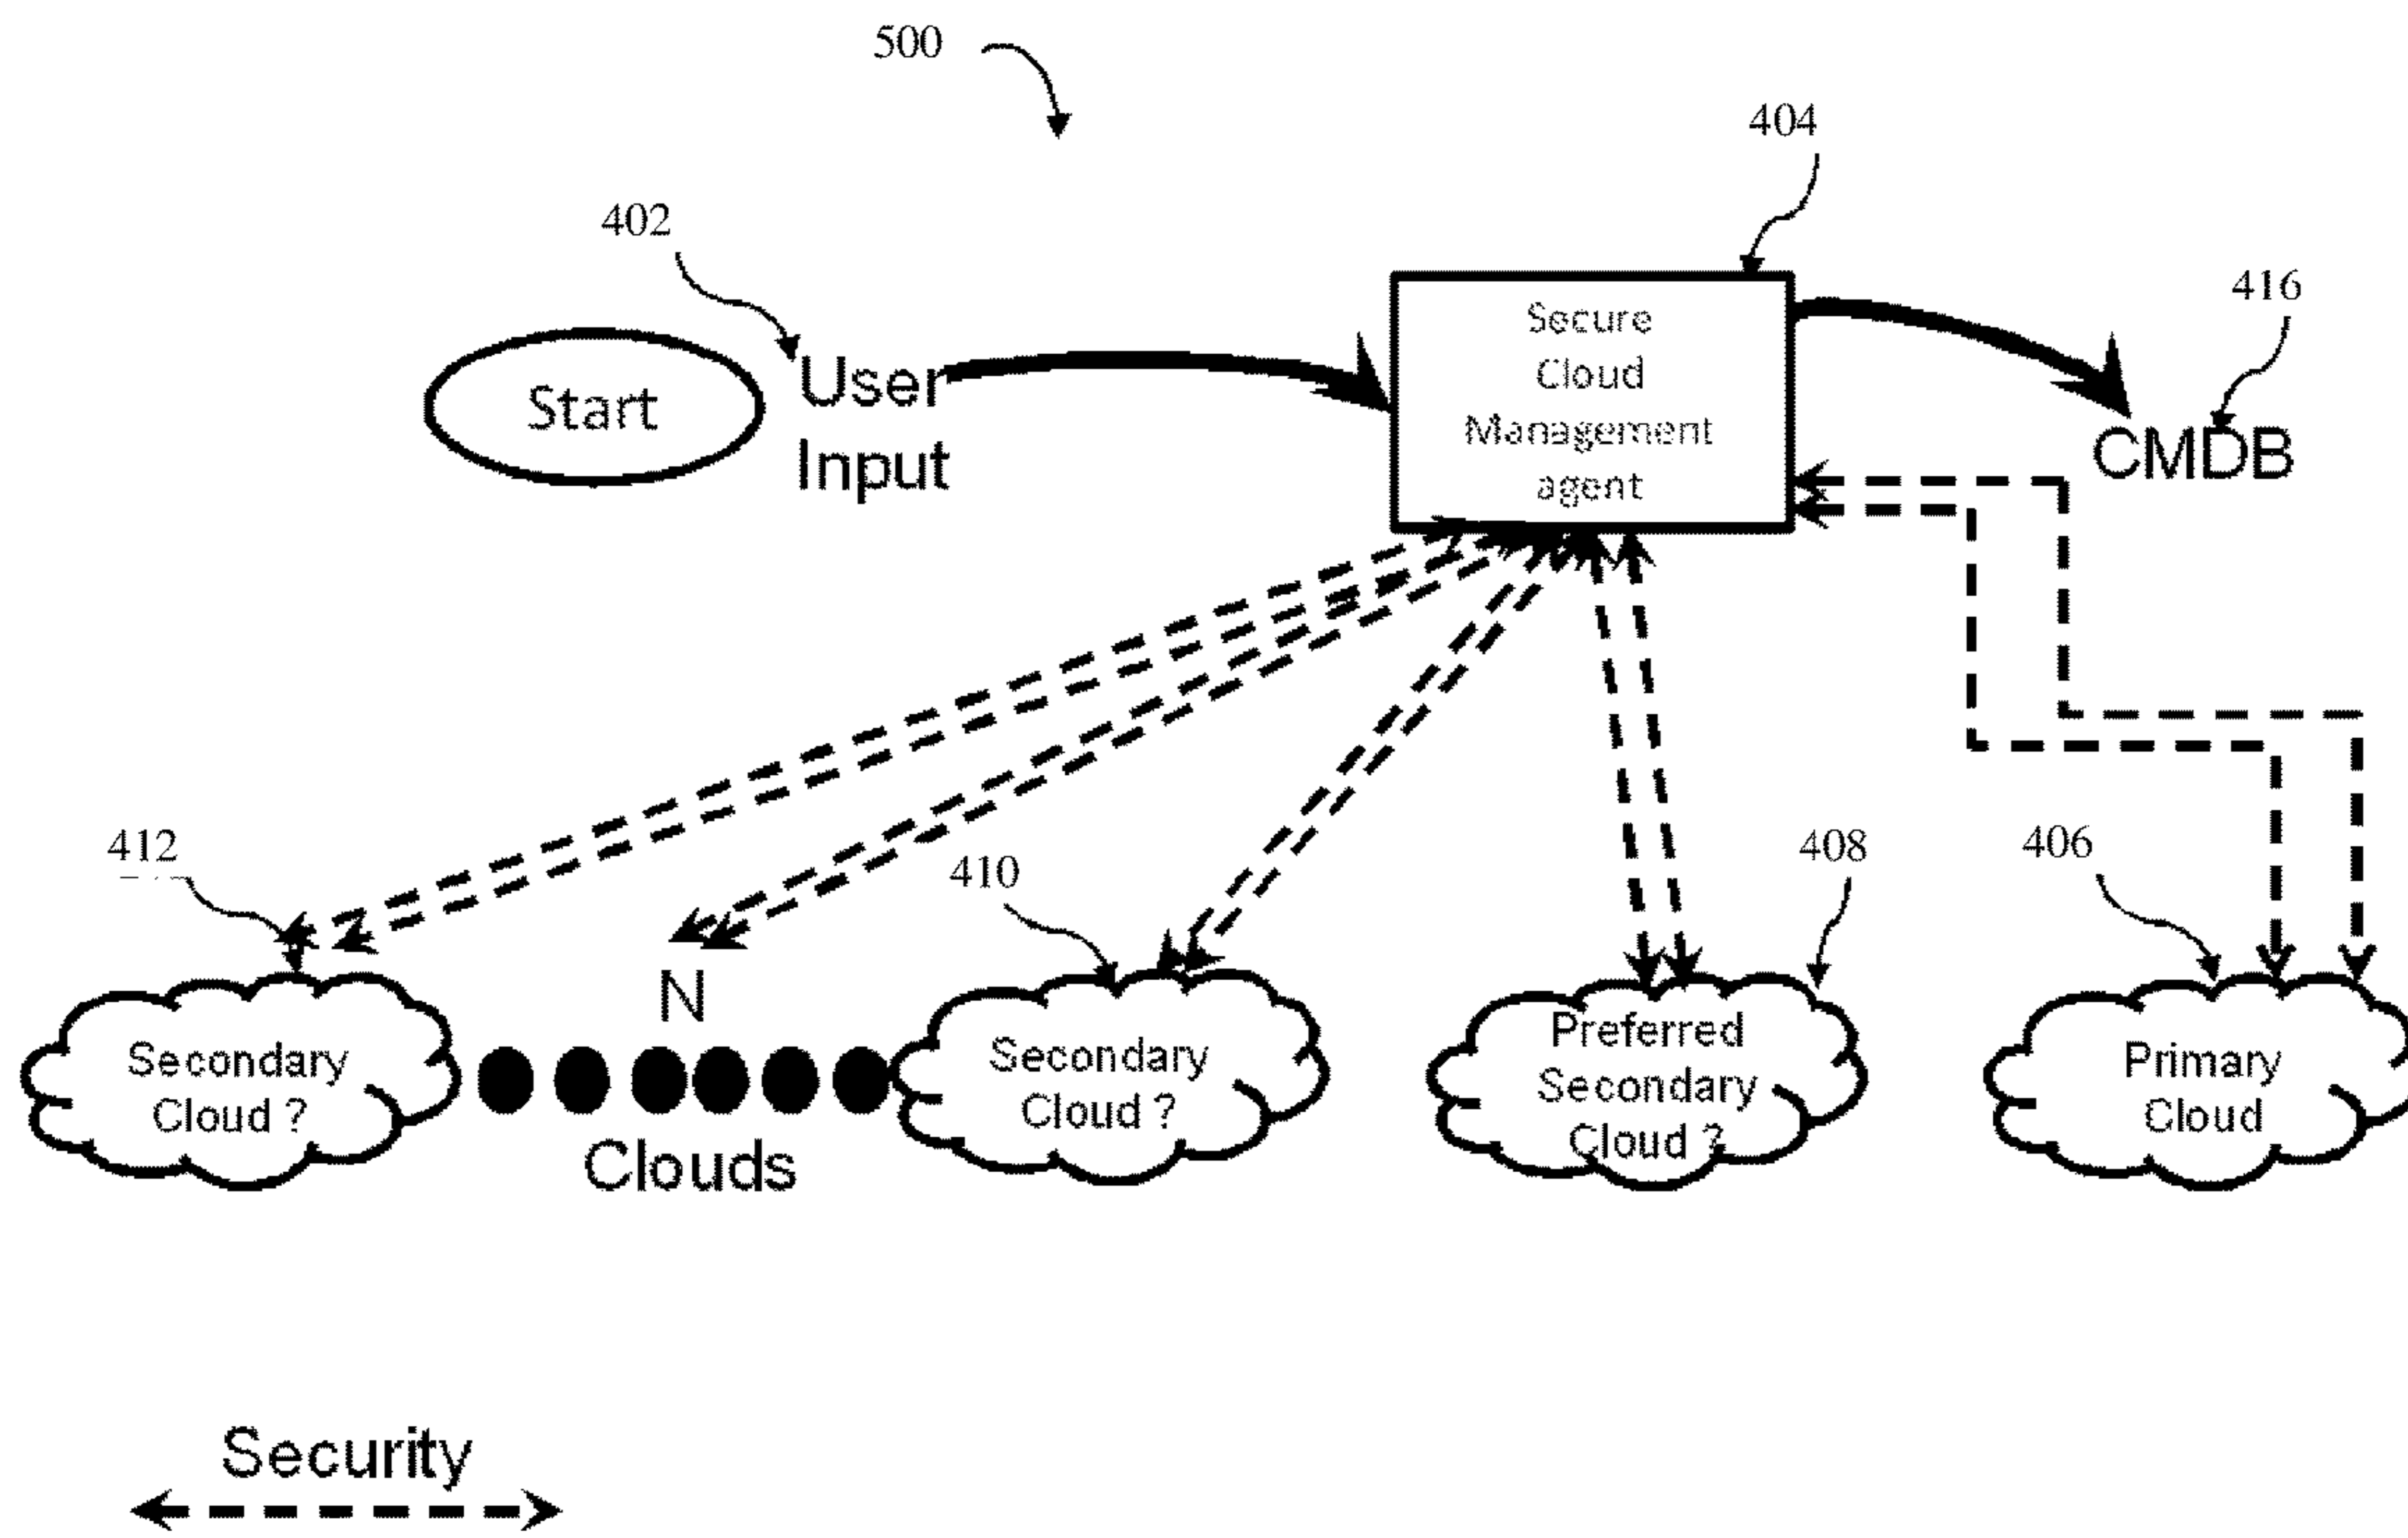 500
404
402
416
Start
User
Input
Secure
Cloud
Management
agent
CMDB
412
410
408
406
N
Clouds
Secondary
Cloud ?
Secondary
Cloud ?
Preferred
Secondary
Cloud ?
Primary
Cloud
Security